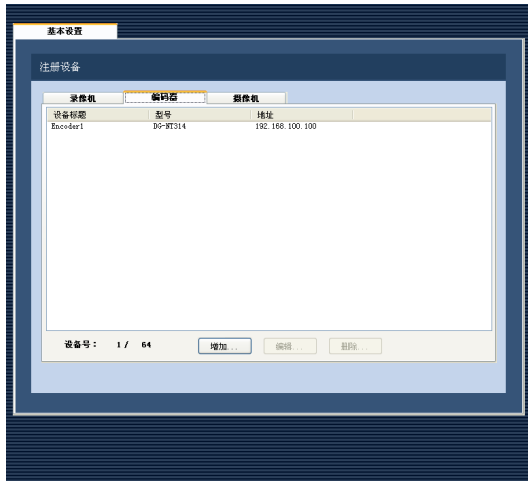 基本设置
注册设备
录像机 编码器 摄像机
设备标题 型号 地址
Encoder1 DG-NT314 192.168.100.100
设备号： 1 / 64 增加... 编辑... 删除...